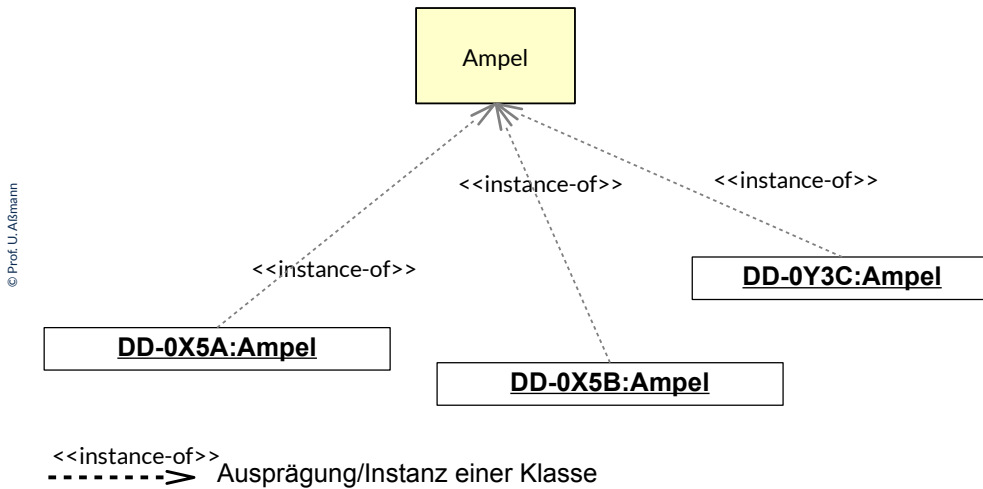 Ampel
<<instance-of>>
<<instance-of>>
<<instance-of>>
© Prof. U. Aßmann
DD-0Y3C:Ampel
DD-0X5A:Ampel
DD-0X5B:Ampel
<<instance-of>>
Ausprägung/Instanz einer Klasse